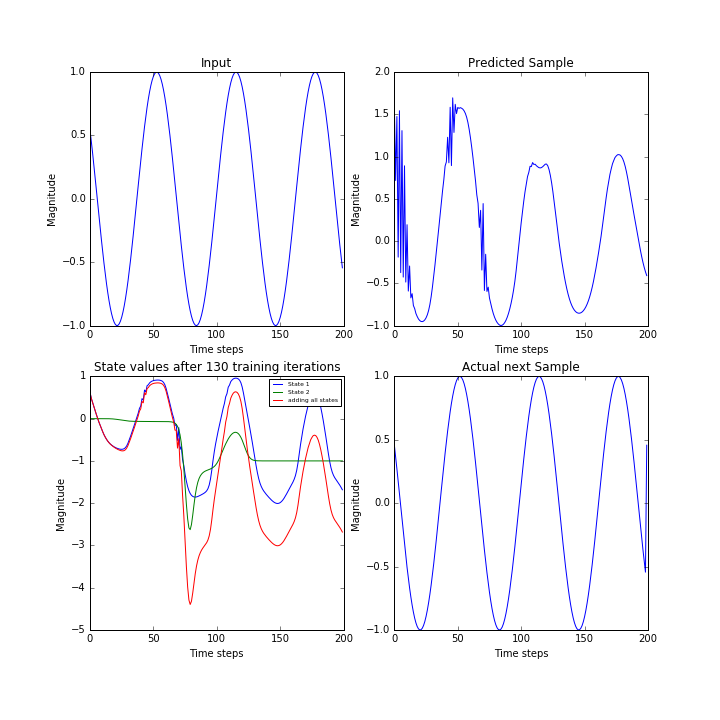 Input
Magnitude
1.0
0.5
0.0
−0.5
−1.0
0
50
100
150
200
Time steps
Predicted Sample
Magnitude
2.0
1.5
1.0
0.5
0.0
−0.5
−1.0
0
50
100
150
200
Time steps
State values after 130 training iterations
Magnitude
1
0
−1
−2
−3
−4
−5
State 1
State 2
adding all states
0
50
100
150
200
Time steps
Actual next Sample
Magnitude
1.0
0.5
0.0
−0.5
−1.0
0
50
100
150
200
Time steps